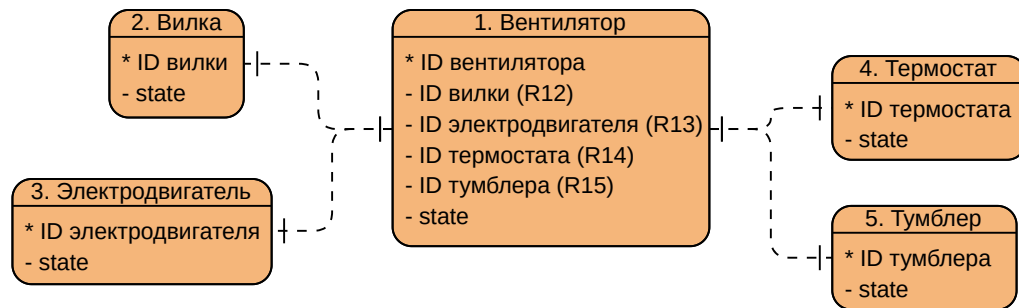 2. Вилка
* ID вилки
- state
3. Электродвигатель
* ID электродвигателя
- state
1. Вентилятор
* ID вентилятора
- ID вилки (R12)
- ID электродвигателя (R13)
- ID термостата (R14)
- ID тумблера (R15)
- state
4. Термостат
* ID термостата
- state
5. Тумблер
* ID тумблера
- state